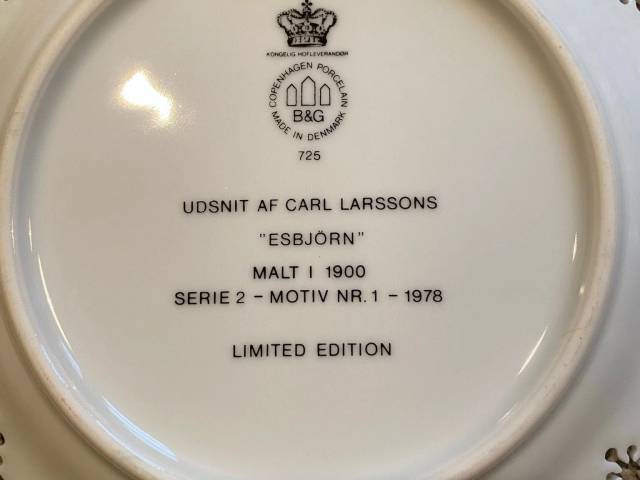 KONGELIG HOFLEVERANDØR
COPENHAGEN PORCELAIN
B&G
MADE IN DENMARK
725
UDSNIT AF CARL LARSSONS
"ESBJÖRN"
MALT I 1900
SERIE 2 – MOTIV NR. 1 – 1978
LIMITED EDITION